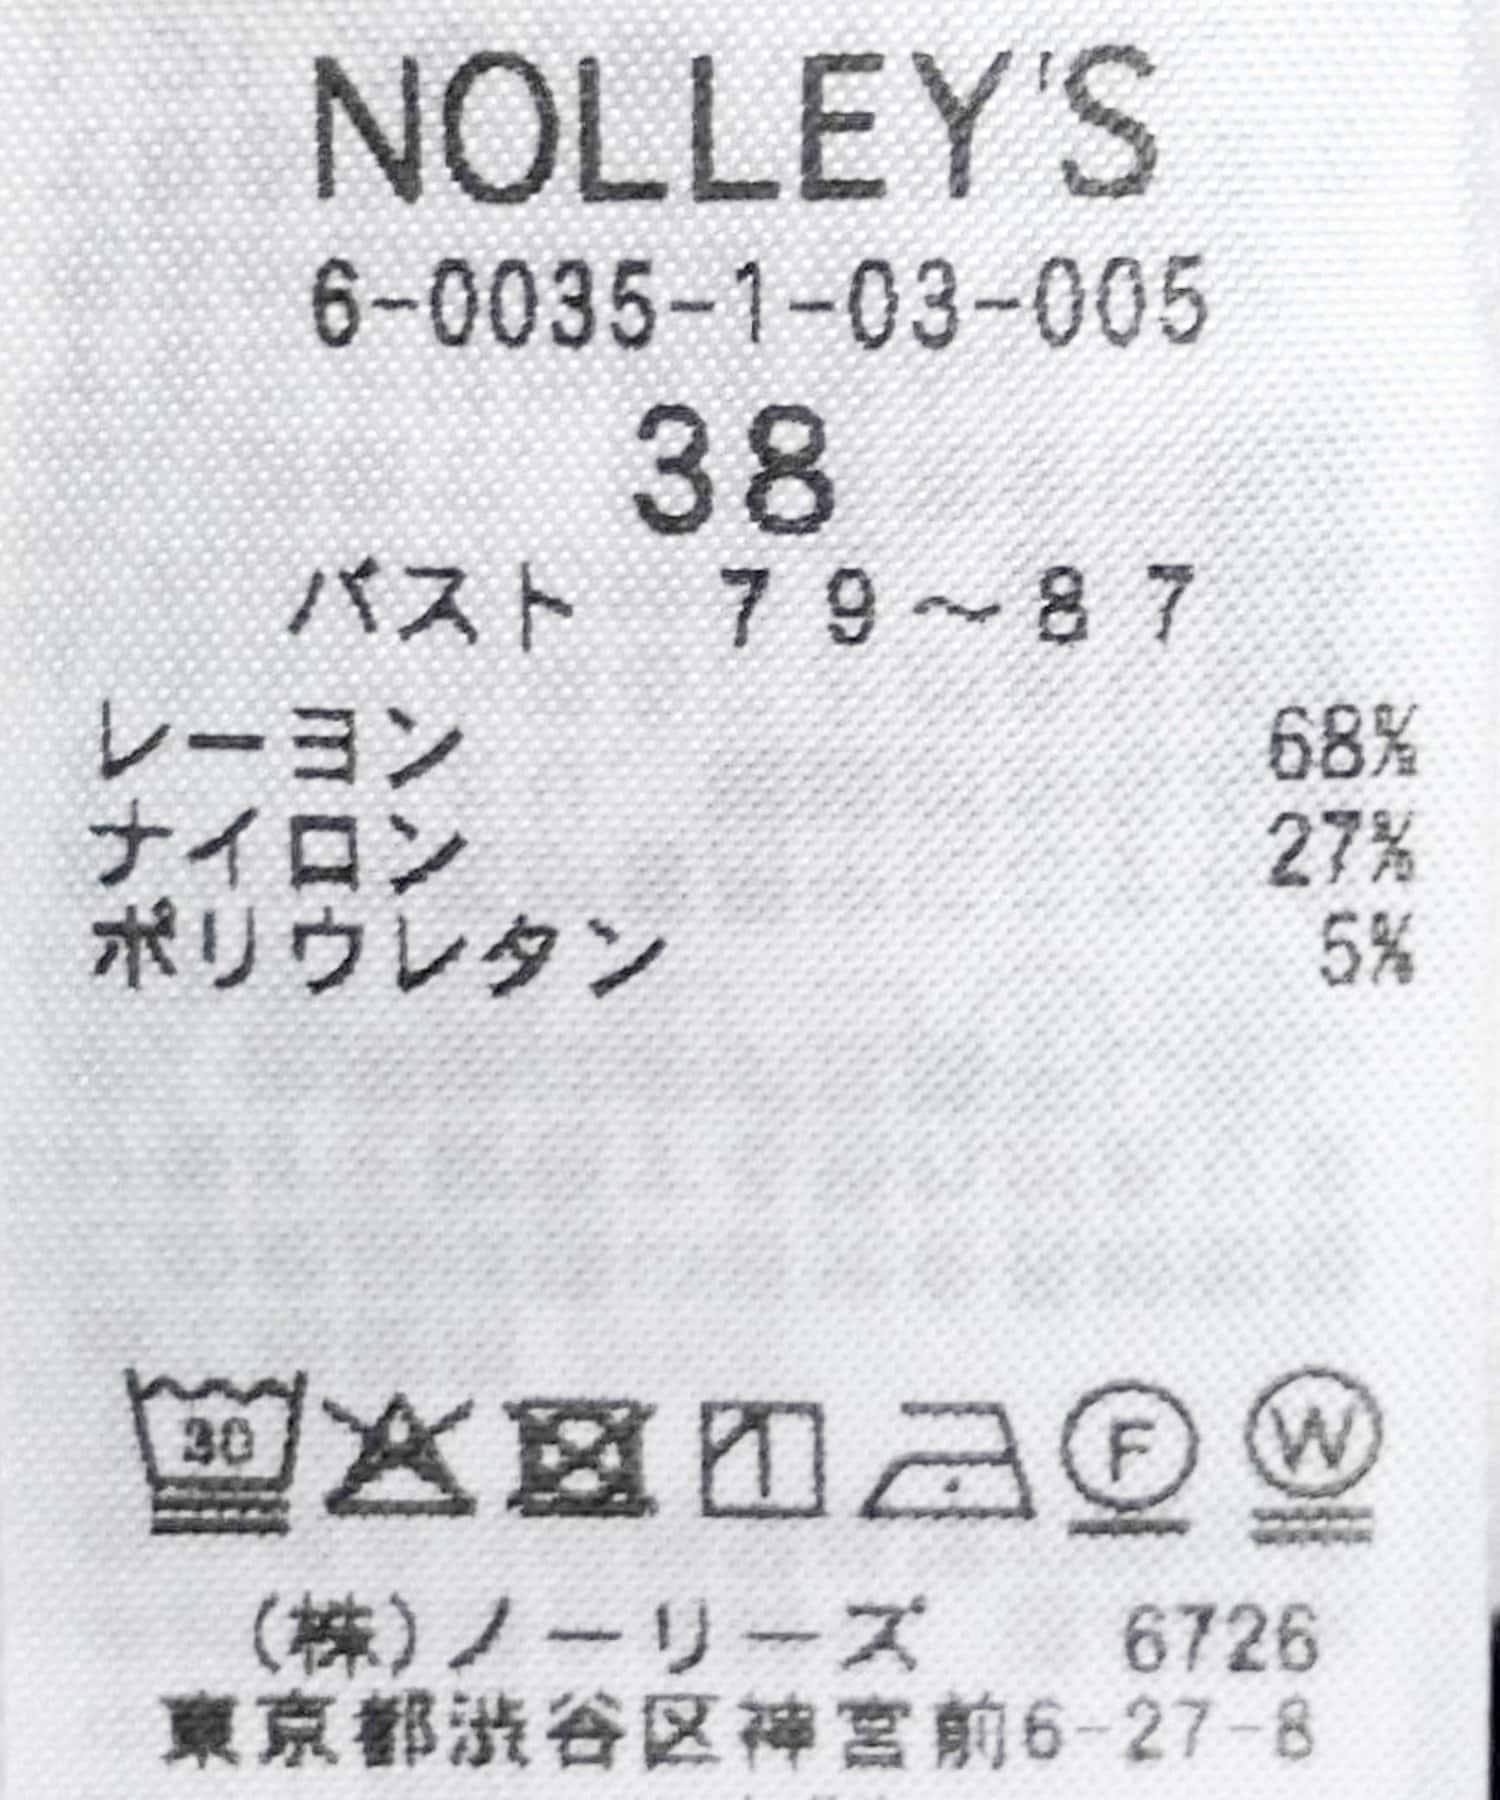 NOLLEY'S
6-0035-1-03-005
38
バスト 79～87
レーヨン 68%
ナイロン 27%
ポリウレタン 5%
30 F W
(株)ノーリーズ 6726
東京都渋谷区神宮前6-27-8